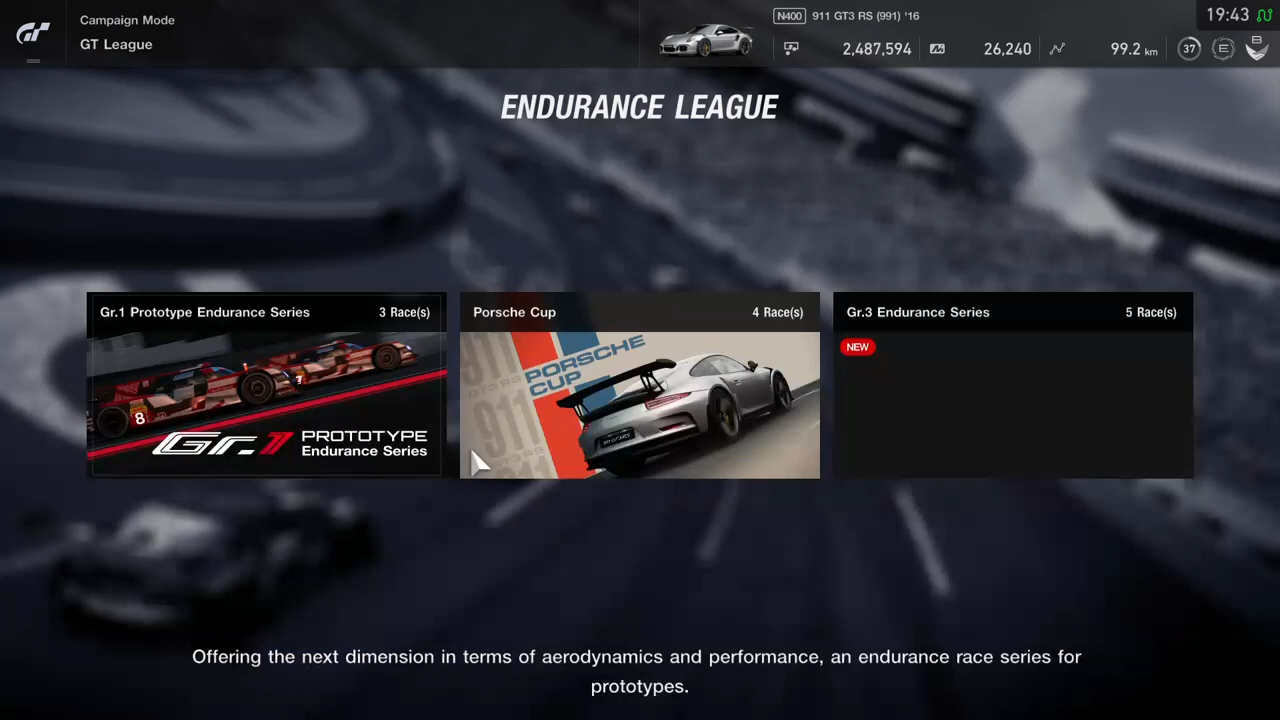 Campaign Mode
GT League
N400 911 GT3 RS (991) '16
2,487,594 26,240 99.2 km 37 E B
19:43
ENDURANCE LEAGUE
Gr.1 Prototype Endurance Series 3 Race(s)
8
Gr.1 PROTOTYPE
Endurance Series
Porsche Cup 4 Race(s)
911
PORSCHE
CUP
911
Gr.3 Endurance Series 5 Race(s)
NEW
Offering the next dimension in terms of aerodynamics and performance, an endurance race series for
prototypes.